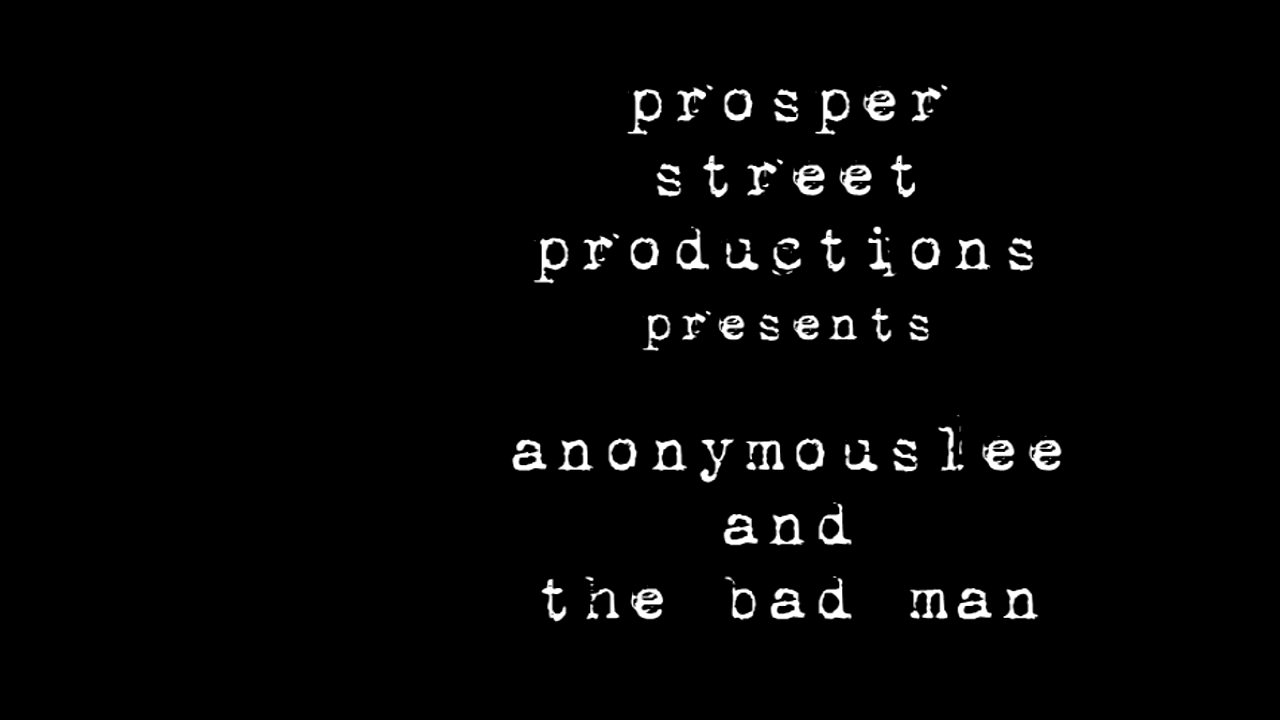 prosper
street
productions
presents
anonymouslee
and
the bad man